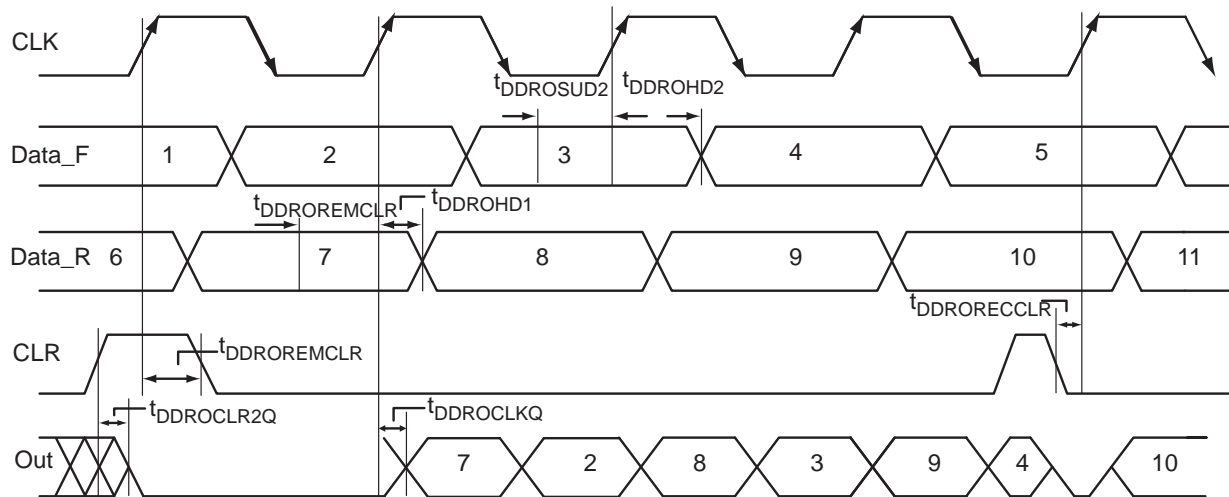 CLK
tDDROSUD2 tDDROHD2
Data_F 1 2 3 4 5
tDDROREMCLR tDDROHD1
Data_R 6 7 8 9 10 11
tDDRORECCLR
CLR
tDDROREMCLR
tDDROCLR2Q tDDROCLKQ
Out 7 2 8 3 9 4 10